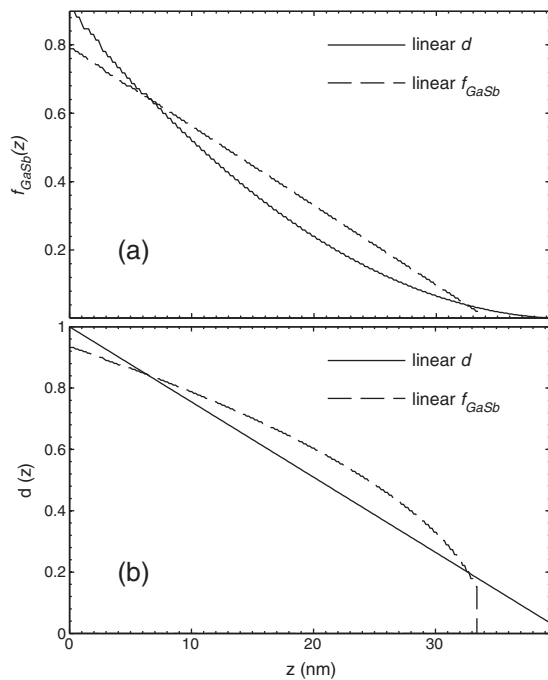 linear d
linear f_GaSb
0.8
0.6
0.4
0.2
f_GaSb(z)
(a)
linear d
linear f_GaSb
1
0.8
0.6
0.4
0.2
0
d (z)
(b)
0 10 20 30
z (nm)